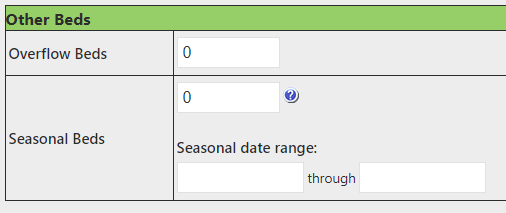 Other Beds
Overflow Beds 0
0 ?
Seasonal Beds
Seasonal date range:
through